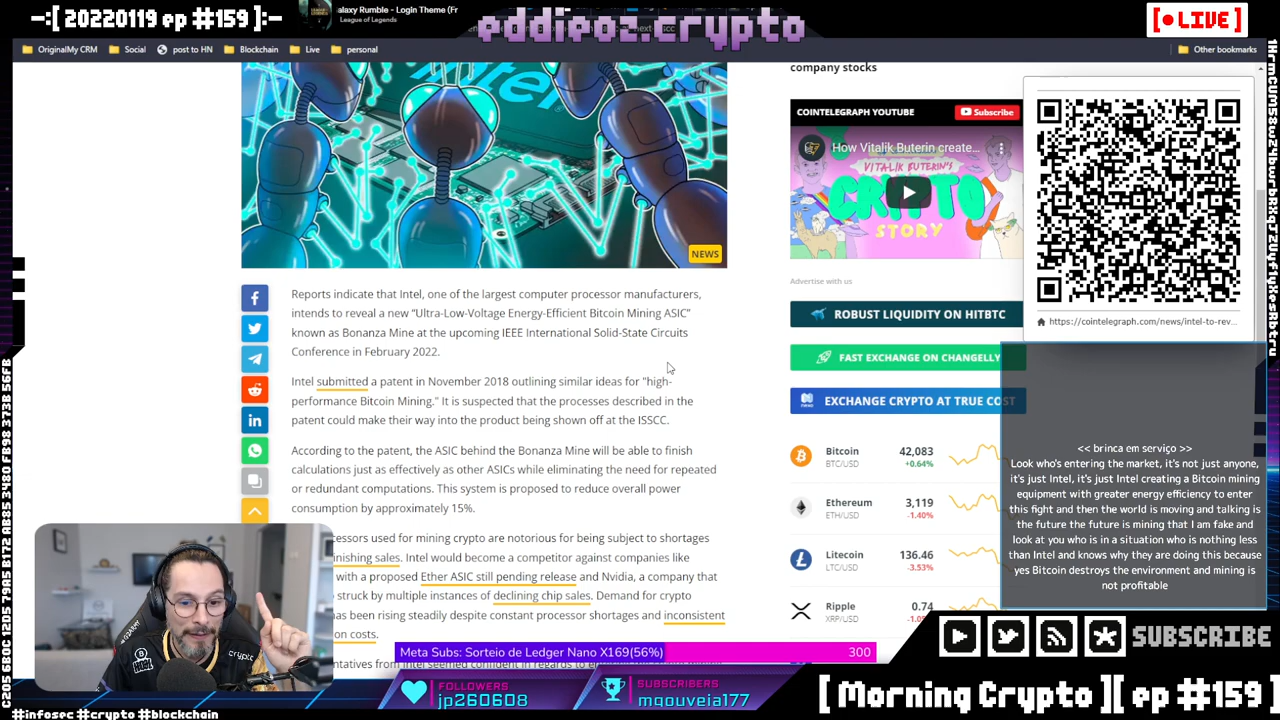 -:[ 20220119 ep #159 ]:-
alaxy Rumble - Login Theme (Fr
League of Legends
eddieoz.crypto
[ LIVE ]
OriginalMy CRM
Social
post to HN
Blockchain
Live
personal
Other bookmarks
company stocks
COINTELEGRAPH YOUTUBE
Subscribe
How Vitalik Buterin create...
VITALIK BUTERIN'S
CRYPTO
STORY
https://cointelegraph.com/news/intel-to-rev...
intel
NEWS
Advertise with us
ROBUST LIQUIDITY ON HITBTC
FAST EXCHANGE ON CHANGELLY
EXCHANGE CRYPTO AT TRUE COST
Reports indicate that Intel, one of the largest computer processor manufacturers,
intends to reveal a new “Ultra-Low-Voltage Energy-Efficient Bitcoin Mining ASIC”
known as Bonanza Mine at the upcoming IEEE International Solid-State Circuits
Conference in February 2022.
Intel submitted a patent in November 2018 outlining similar ideas for "high-
performance Bitcoin Mining." It is suspected that the processes described in the
patent could make their way into the product being shown off at the ISSCC.
According to the patent, the ASIC behind the Bonanza Mine will be able to finish
calculations just as effectively as other ASICs while eliminating the need for repeated
or redundant computations. This system is proposed to reduce overall power
consumption by approximately 15%.
essors used for mining are notorious for being subject to shortages
inishing sales. Intel would become a competitor against companies like
with a proposed Ether ASIC still pending release and Nvidia, a company that
struck by multiple instances of declining chip sales. Demand for crypto
has been rising steadily despite constant processor shortages and inconsistent
on costs.
Bitcoin
BTC/USD
42,083
+0.64%
Ethereum
ETH/USD
3,119
-1.40%
Litecoin
LTC/USD
136.46
-3.53%
Ripple
XRP/USD
0.74
<< brinca em serviço >>
Look who's entering the market, it's not just anyone,
it's just Intel, it's just Intel creating a Bitcoin mining
equipment with greater energy efficiency to enter
this fight and then the world is moving and talking is
the future the future is mining that I am fake and
look at you who is in a situation who is nothing less
than Intel and knows why they are doing this because
yes Bitcoin destroys the environment and mining is
not profitable
Meta Subs: Sorteio de Ledger Nano X
169(56%)
300
SUBSCRIBE
FOLLOWERS
jp260608
SUBSCRIBERS
mgouveia177
[ Morning Crypto ][ ep #159 ]
#infosec #crypto #blockchain